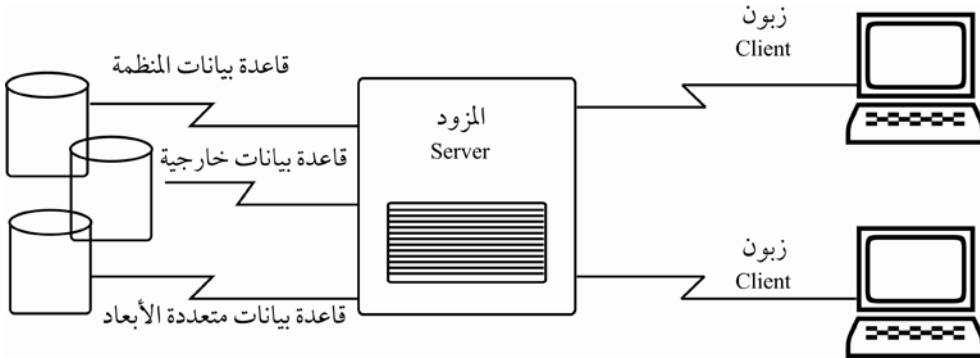 زبون
Client
قاعدة بيانات المنظمة
المزود
Server
قاعدة بيانات خارجية
زبون
Client
قاعدة بيانات متعددة الأبعاد